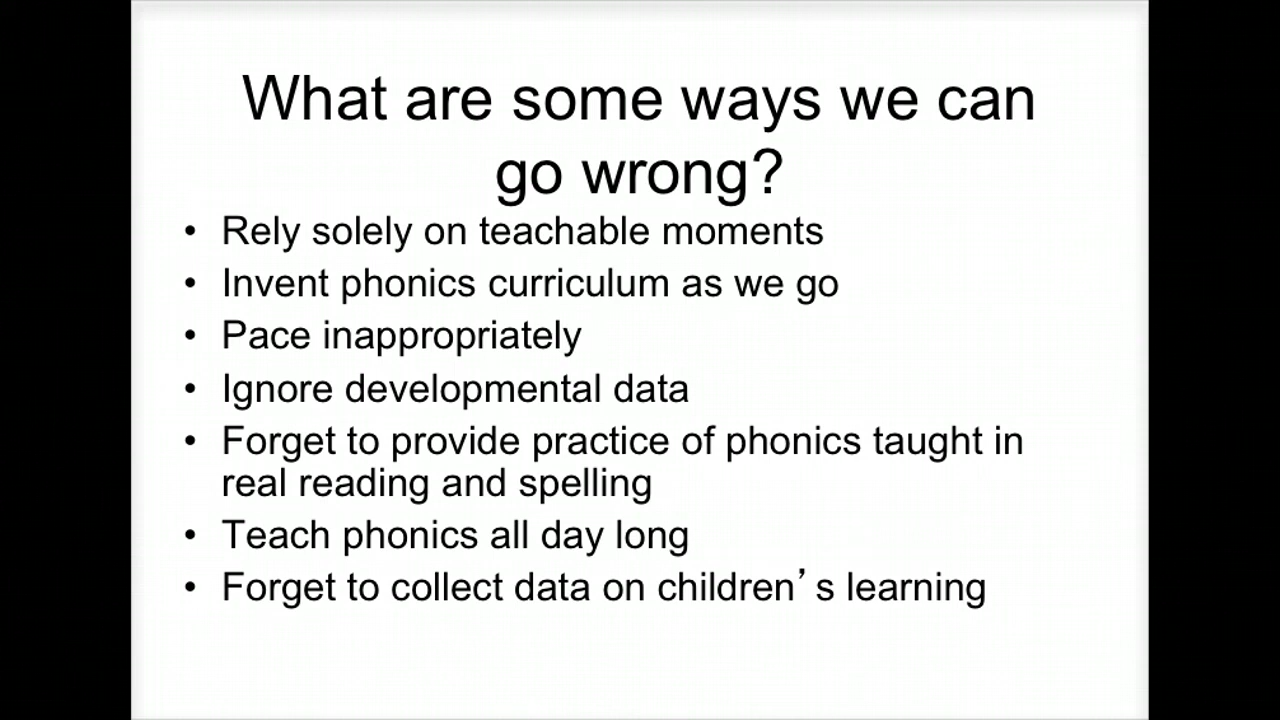 What are some ways we can
go wrong?
• Rely solely on teachable moments
• Invent phonics curriculum as we go
• Pace inappropriately
• Ignore developmental data
• Forget to provide practice of phonics taught in
real reading and spelling
• Teach phonics all day long
• Forget to collect data on children’s learning